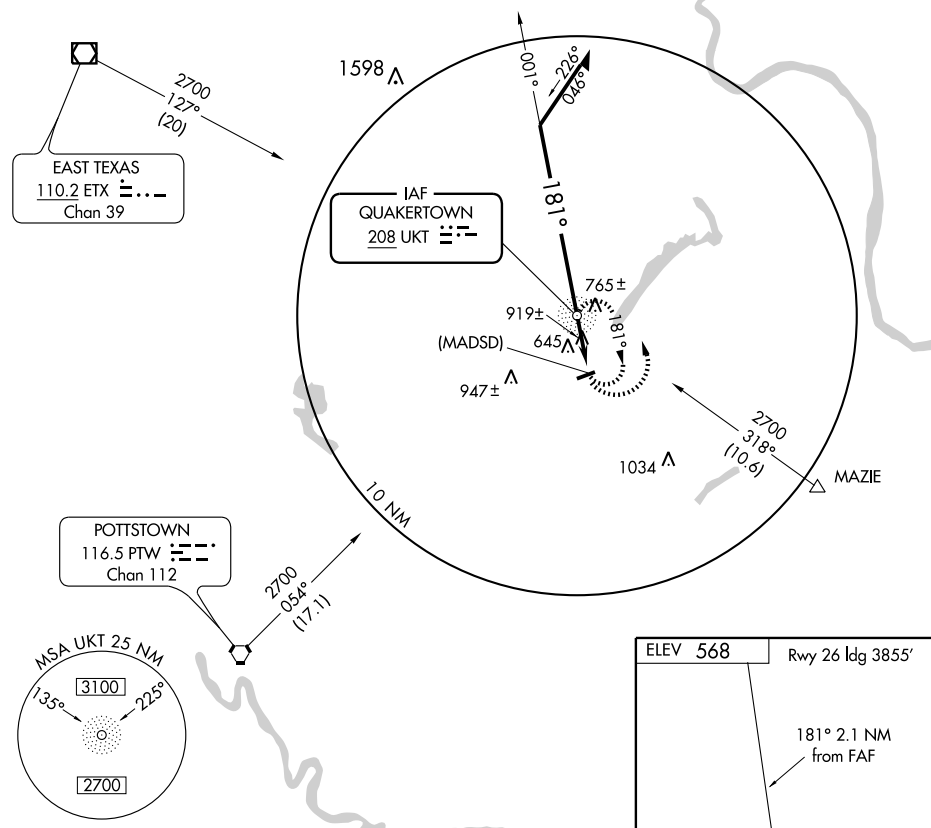 1598
001°
226°
046°
2700
127°
(20)
EAST TEXAS
110.2 ETX
Chan 39
181°
IAF
QUAKERTOWN
208 UKT
765±
919±
645
181°
(MADSD)
947±
2700
318°
(10.6)
MAZIE
1034
10 NM
POTTSTOWN
116.5 PTW
Chan 112
2700
054°
(17.1)
MSA UKT 25 NM
3100
135°
225°
2700
ELEV 568
Rwy 26 ldg 3855'
181° 2.1 NM
from FAF